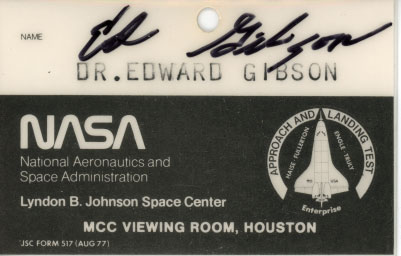 NAME
Ed Gibson
DR.EDWARD GIBSON
NASA
National Aeronautics and
Space Administration
Lyndon B. Johnson Space Center
MCC VIEWING ROOM, HOUSTON
JSC FORM 517 (AUG 77)
APPROACH AND LANDING TEST
HAISE·FULLERTON
ENGLE·TRULY
Enterprise